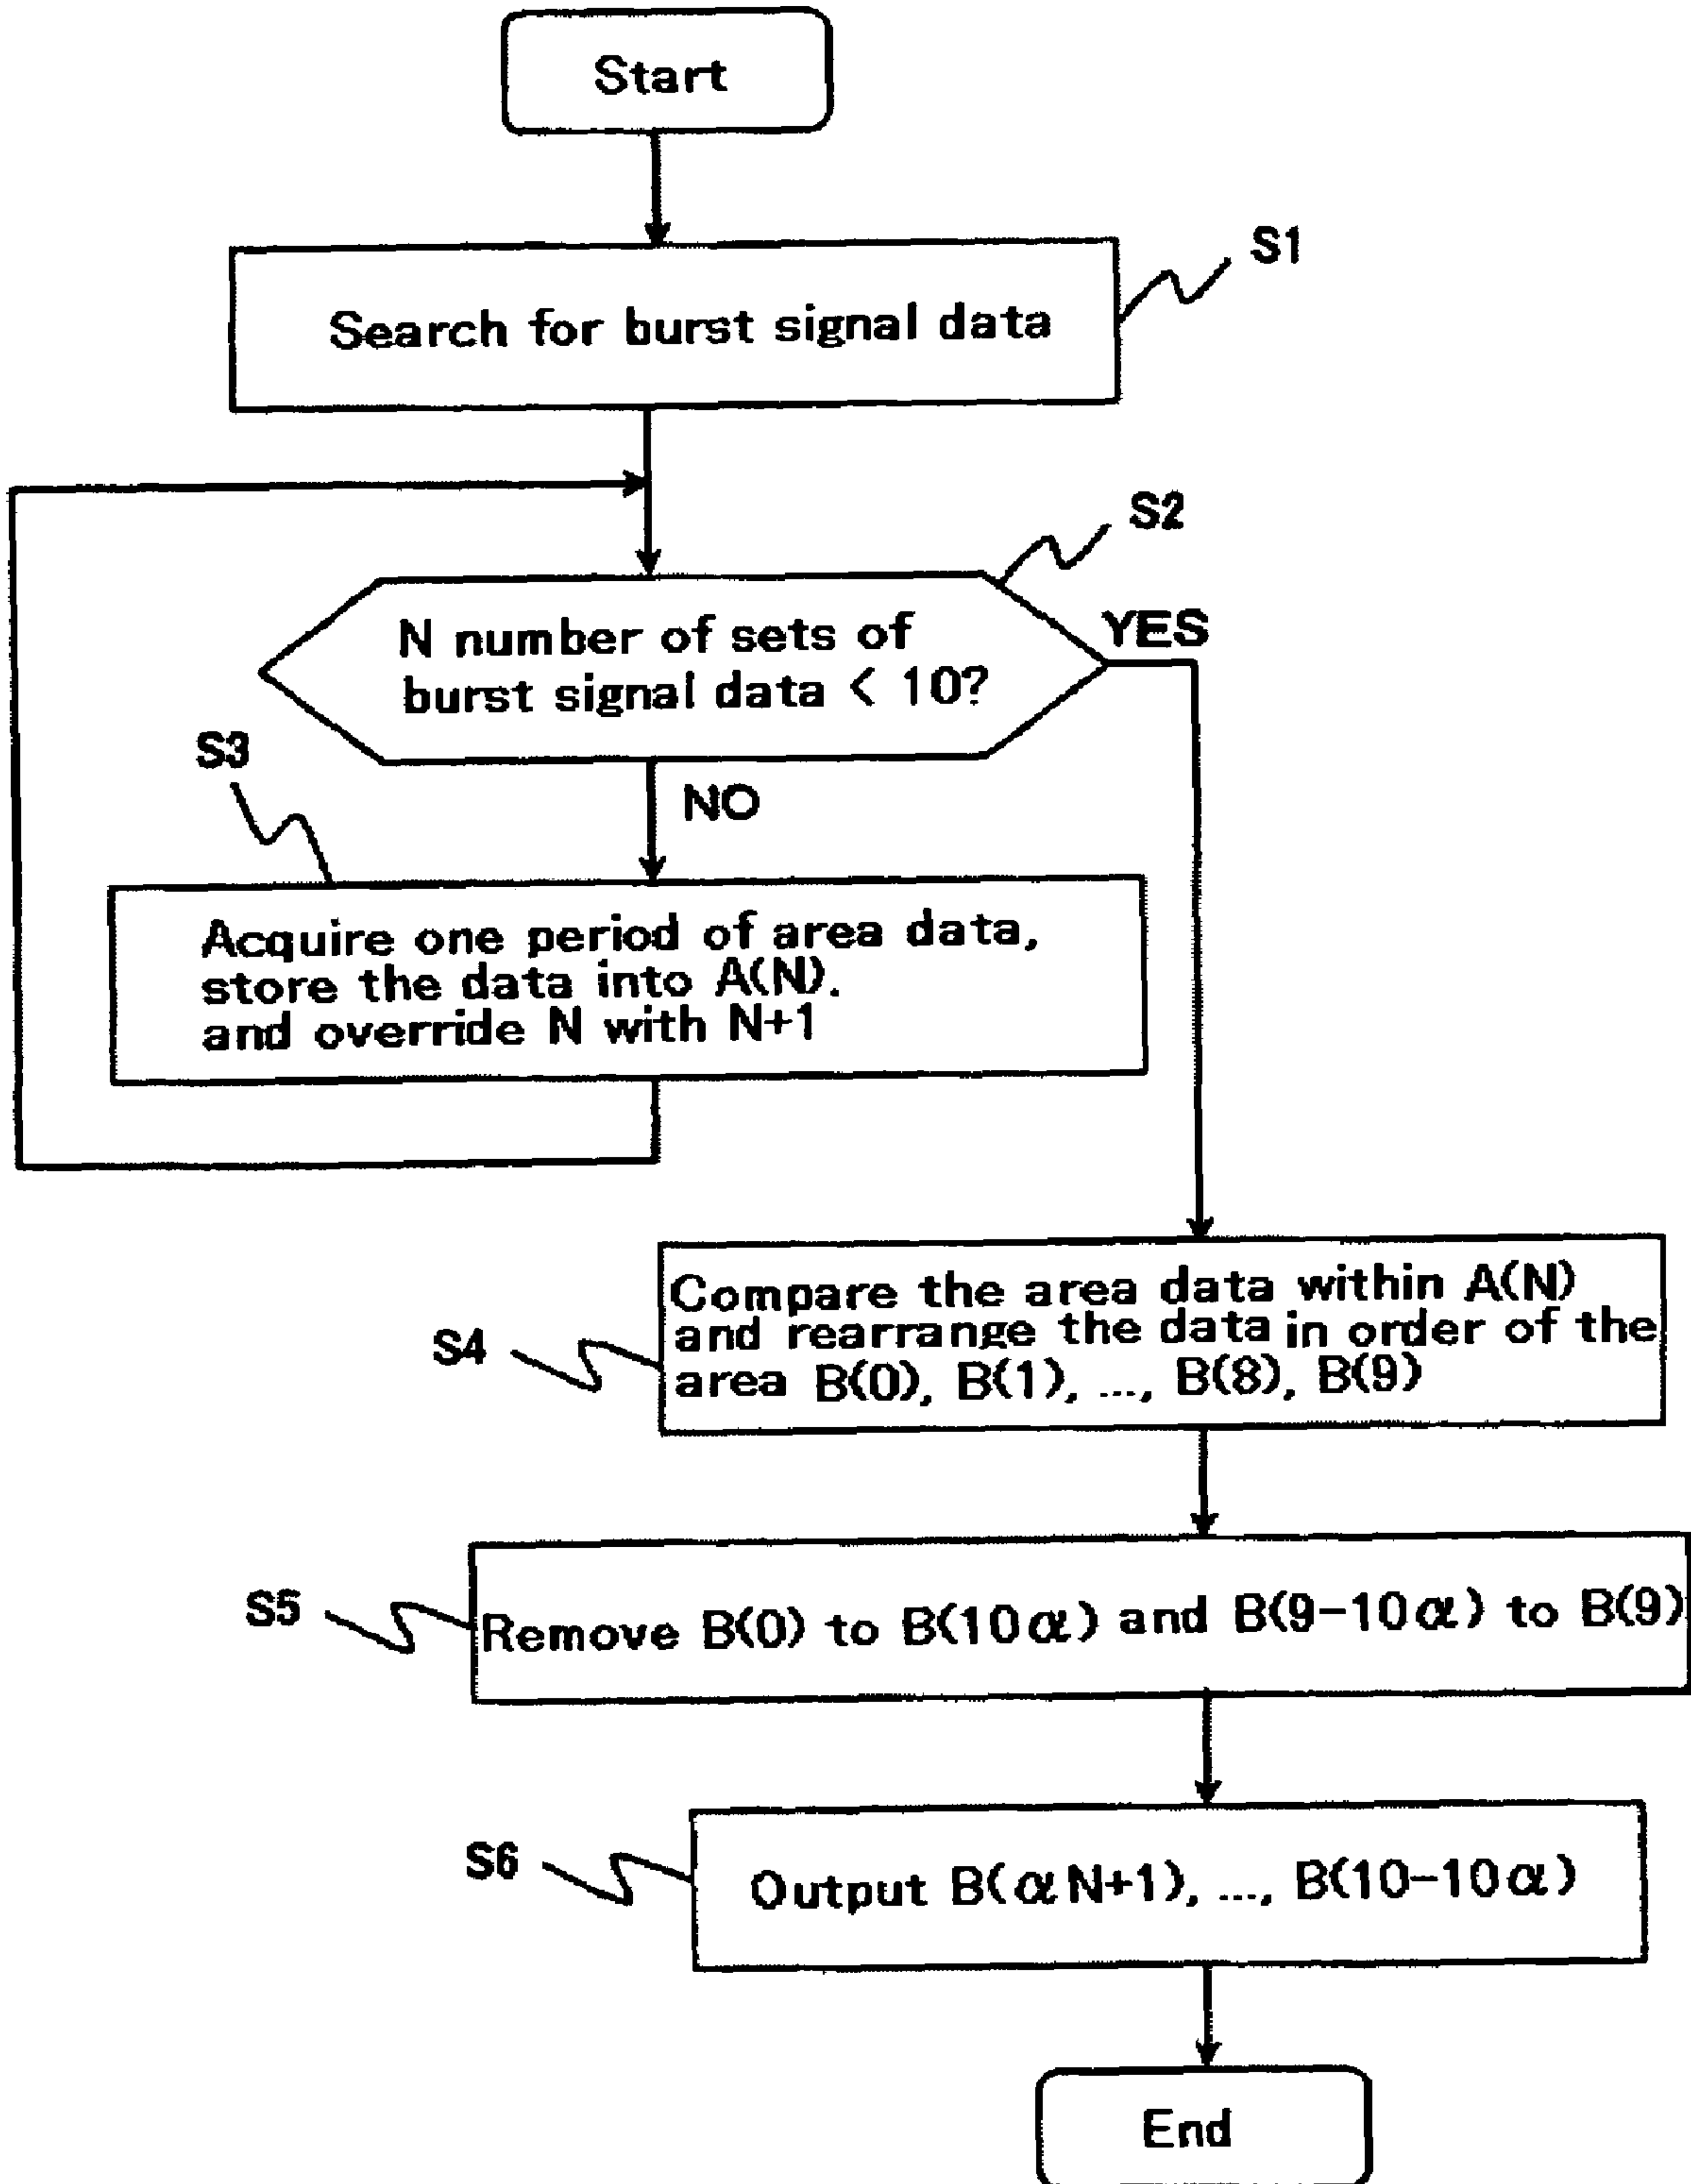 Start
Search for burst signal data
S1
S2
N number of sets of
burst signal data < 10?
YES
NO
S3
Acquire one period of area data,
store the data into A(N).
and override N with N+1
S4
Compare the area data within A(N)
and rearrange the data in order of the
area B(0), B(1), ..., B(8), B(9)
S5
Remove B(0) to B(10α) and B(9-10α) to B(9)
S6
Output B(αN+1), ..., B(10-10α)
End